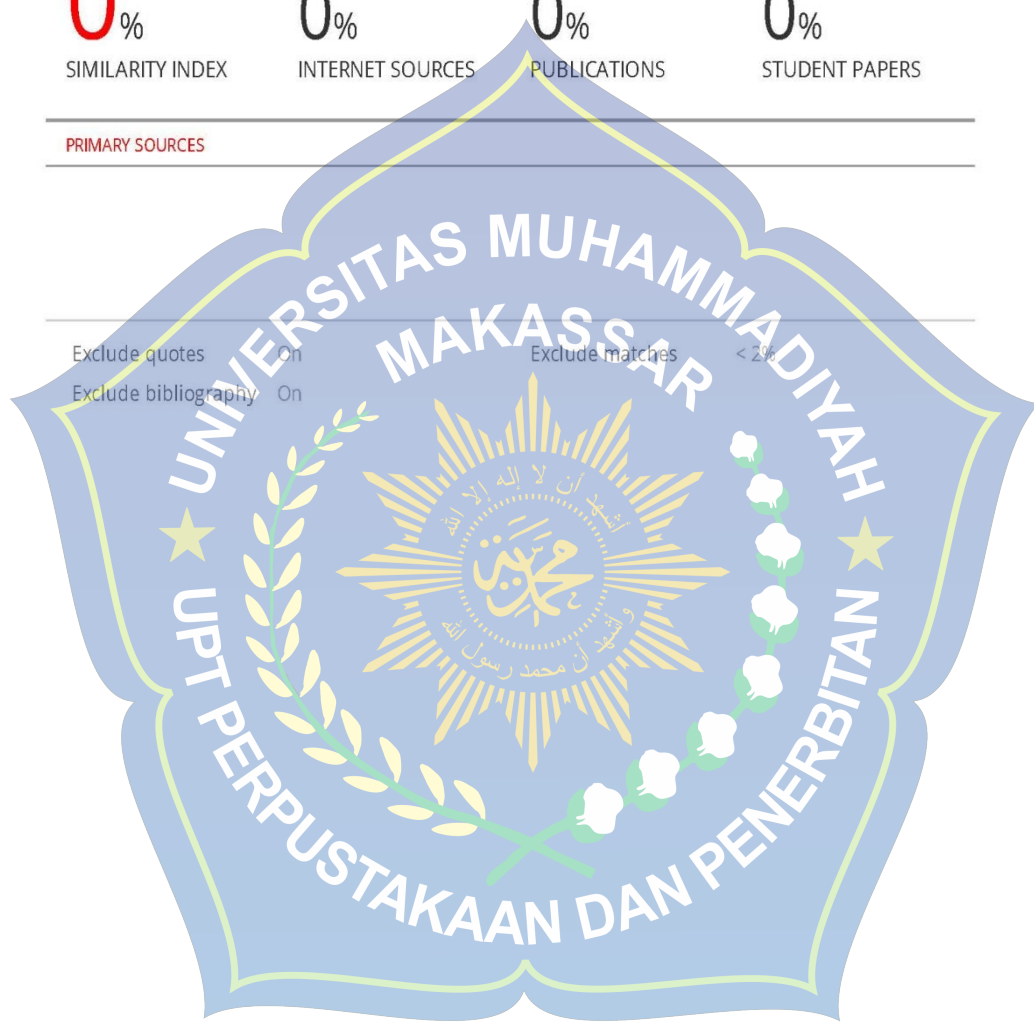 0% 0% 0% 0%
SIMILARITY INDEX INTERNET SOURCES PUBLICATIONS STUDENT PAPERS
PRIMARY SOURCES
UNIVERSITAS MUHAMMADIYAH
MAKASSAR
Exclude quotes On Exclude matches < 2%
Exclude bibliography On
أشهد أن لا إله إلا الله
محمدية
وأشهد أن محمد رسول الله
UPT PERPUSTAKAAN DAN PENERBITAN